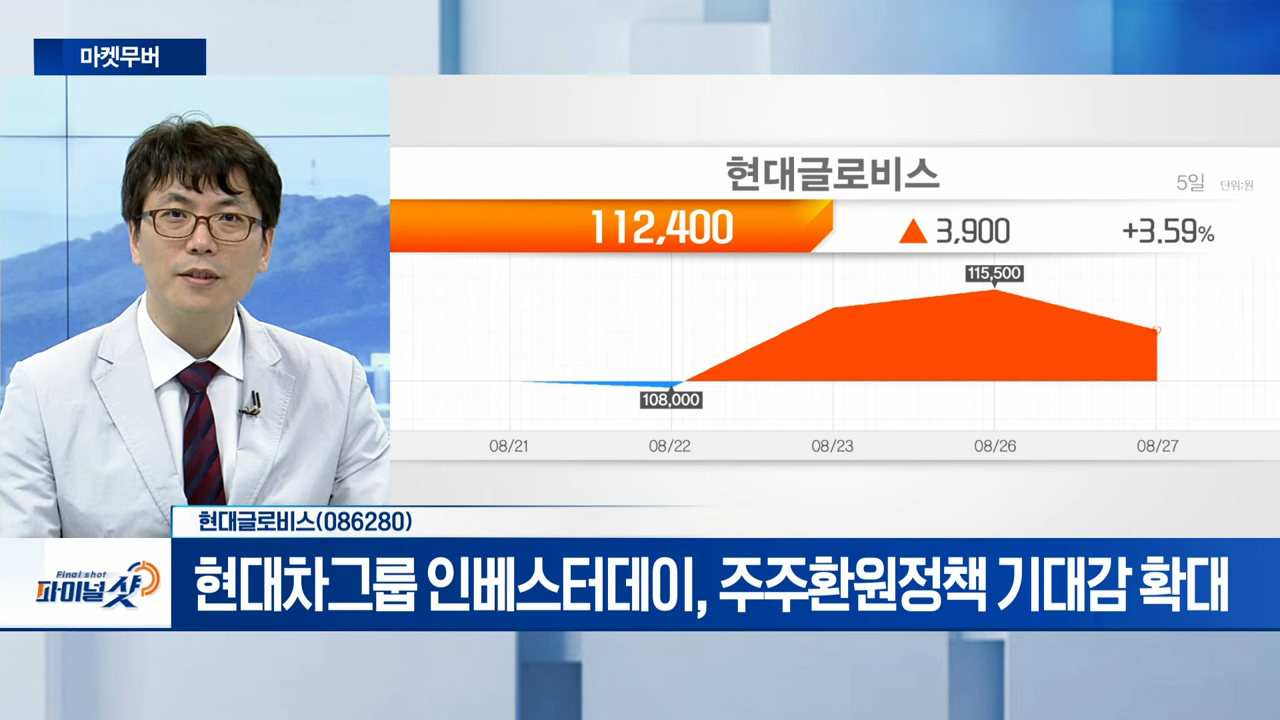 마켓무버
현대글로비스
5일 단위:원
112,400 ▲ 3,900 +3.59%
115,500
108,000
08/21 08/22 08/23 08/26 08/27
현대글로비스(086280)
Final shot
파이널샷
현대차그룹 인베스터데이, 주주환원정책 기대감 확대